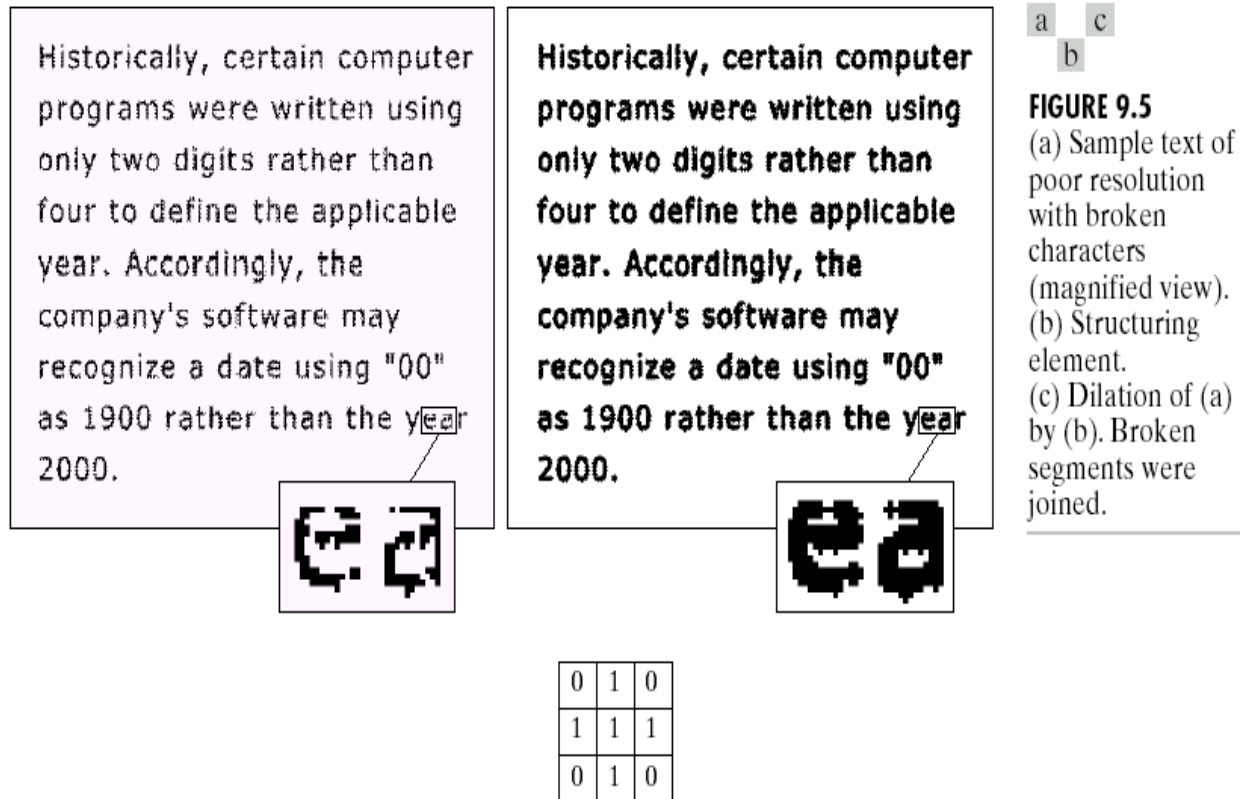 Historically, certain computer
programs were written using
only two digits rather than
four to define the applicable
year. Accordingly, the
company's software may
recognize a date using "00"
as 1900 rather than the year
2000.
ea
Historically, certain computer
programs were written using
only two digits rather than
four to define the applicable
year. Accordingly, the
company's software may
recognize a date using "00"
as 1900 rather than the year
2000.
ea
a c
b
FIGURE 9.5
(a) Sample text of
poor resolution
with broken
characters
(magnified view).
(b) Structuring
element.
(c) Dilation of (a)
by (b). Broken
segments were
joined.
0 1 0
1 1 1
0 1 0